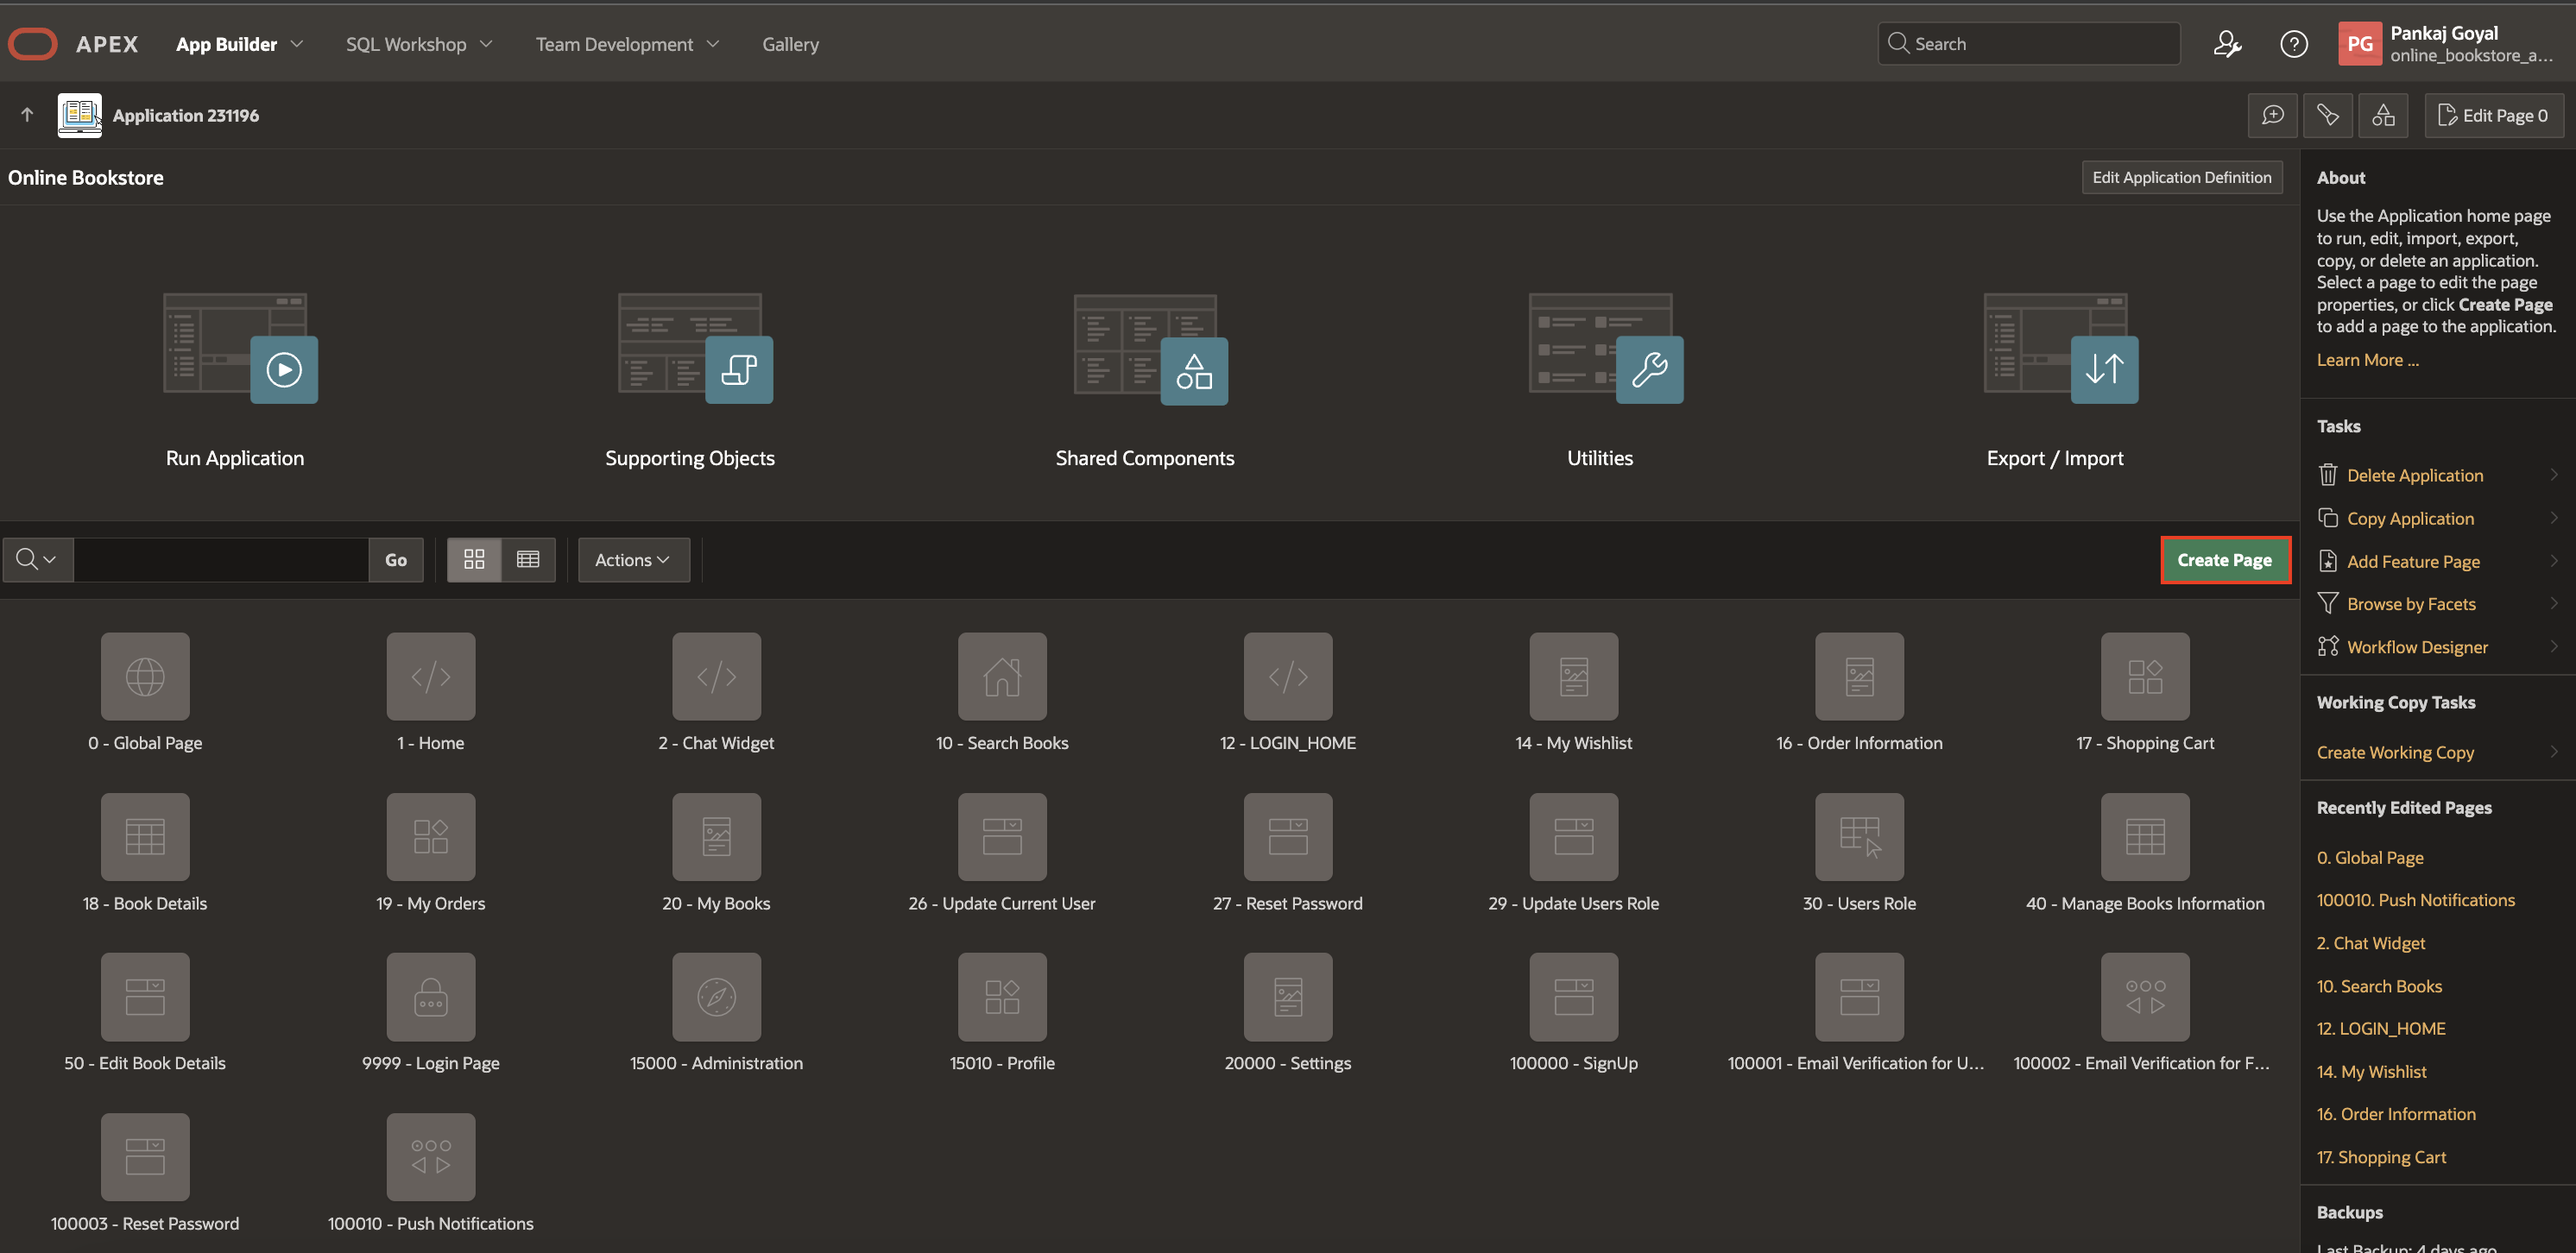 APEX
App Builder
SQL Workshop
Team Development
Gallery
Search
PG
Pankaj Goyal
online_bookstore_a...
Application 231196
Edit Page 0
Online Bookstore
Edit Application Definition
Run Application
Supporting Objects
Shared Components
Utilities
Export / Import
Go
Actions
Create Page
0 - Global Page
1 - Home
2 - Chat Widget
10 - Search Books
12 - LOGIN_HOME
14 - My Wishlist
16 - Order Information
17 - Shopping Cart
18 - Book Details
19 - My Orders
20 - My Books
26 - Update Current User
27 - Reset Password
29 - Update Users Role
30 - Users Role
40 - Manage Books Information
50 - Edit Book Details
9999 - Login Page
15000 - Administration
15010 - Profile
20000 - Settings
100000 - SignUp
100001 - Email Verification for U...
100002 - Email Verification for F...
100003 - Reset Password
100010 - Push Notifications
About
Use the Application home page
to run, edit, import, export,
copy, or delete an application.
Select a page to edit the page
properties, or click Create Page
to add a page to the application.
Learn More ...
Tasks
Delete Application
Copy Application
Add Feature Page
Browse by Facets
Workflow Designer
Working Copy Tasks
Create Working Copy
Recently Edited Pages
0. Global Page
100010. Push Notifications
2. Chat Widget
10. Search Books
12. LOGIN_HOME
14. My Wishlist
16. Order Information
17. Shopping Cart
Backups
Last Backup: 4 days ago